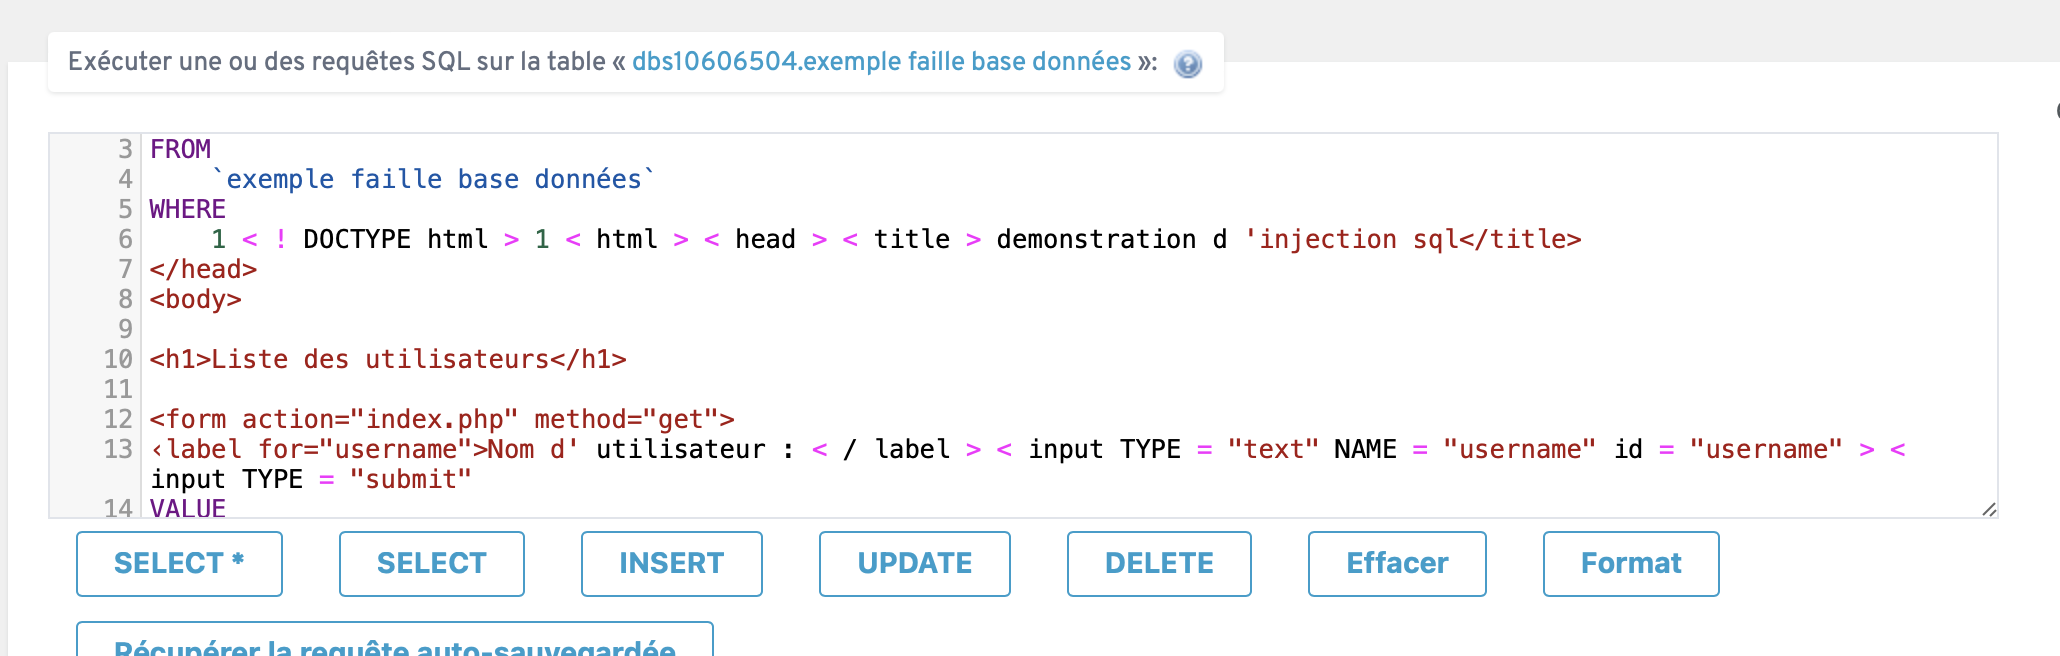 Exécuter une ou des requêtes SQL sur la table « dbs10606504.exemple faille base données »:
3 FROM
4 `exemple faille base données`
5 WHERE
6 1 < ! DOCTYPE html > 1 < html > < head > < title > demonstration d 'injection sql</title>
7 </head>
8 <body>
9
10 <h1>Liste des utilisateurs</h1>
11
12 <form action="index.php" method="get">
13 ‹label for="username">Nom d' utilisateur : < / label > < input TYPE = "text" NAME = "username" id = "username" > <
input TYPE = "submit"
14 VALUE
SELECT * SELECT INSERT UPDATE DELETE Effacer Format
Récupérer la requête auto-sauvegardée